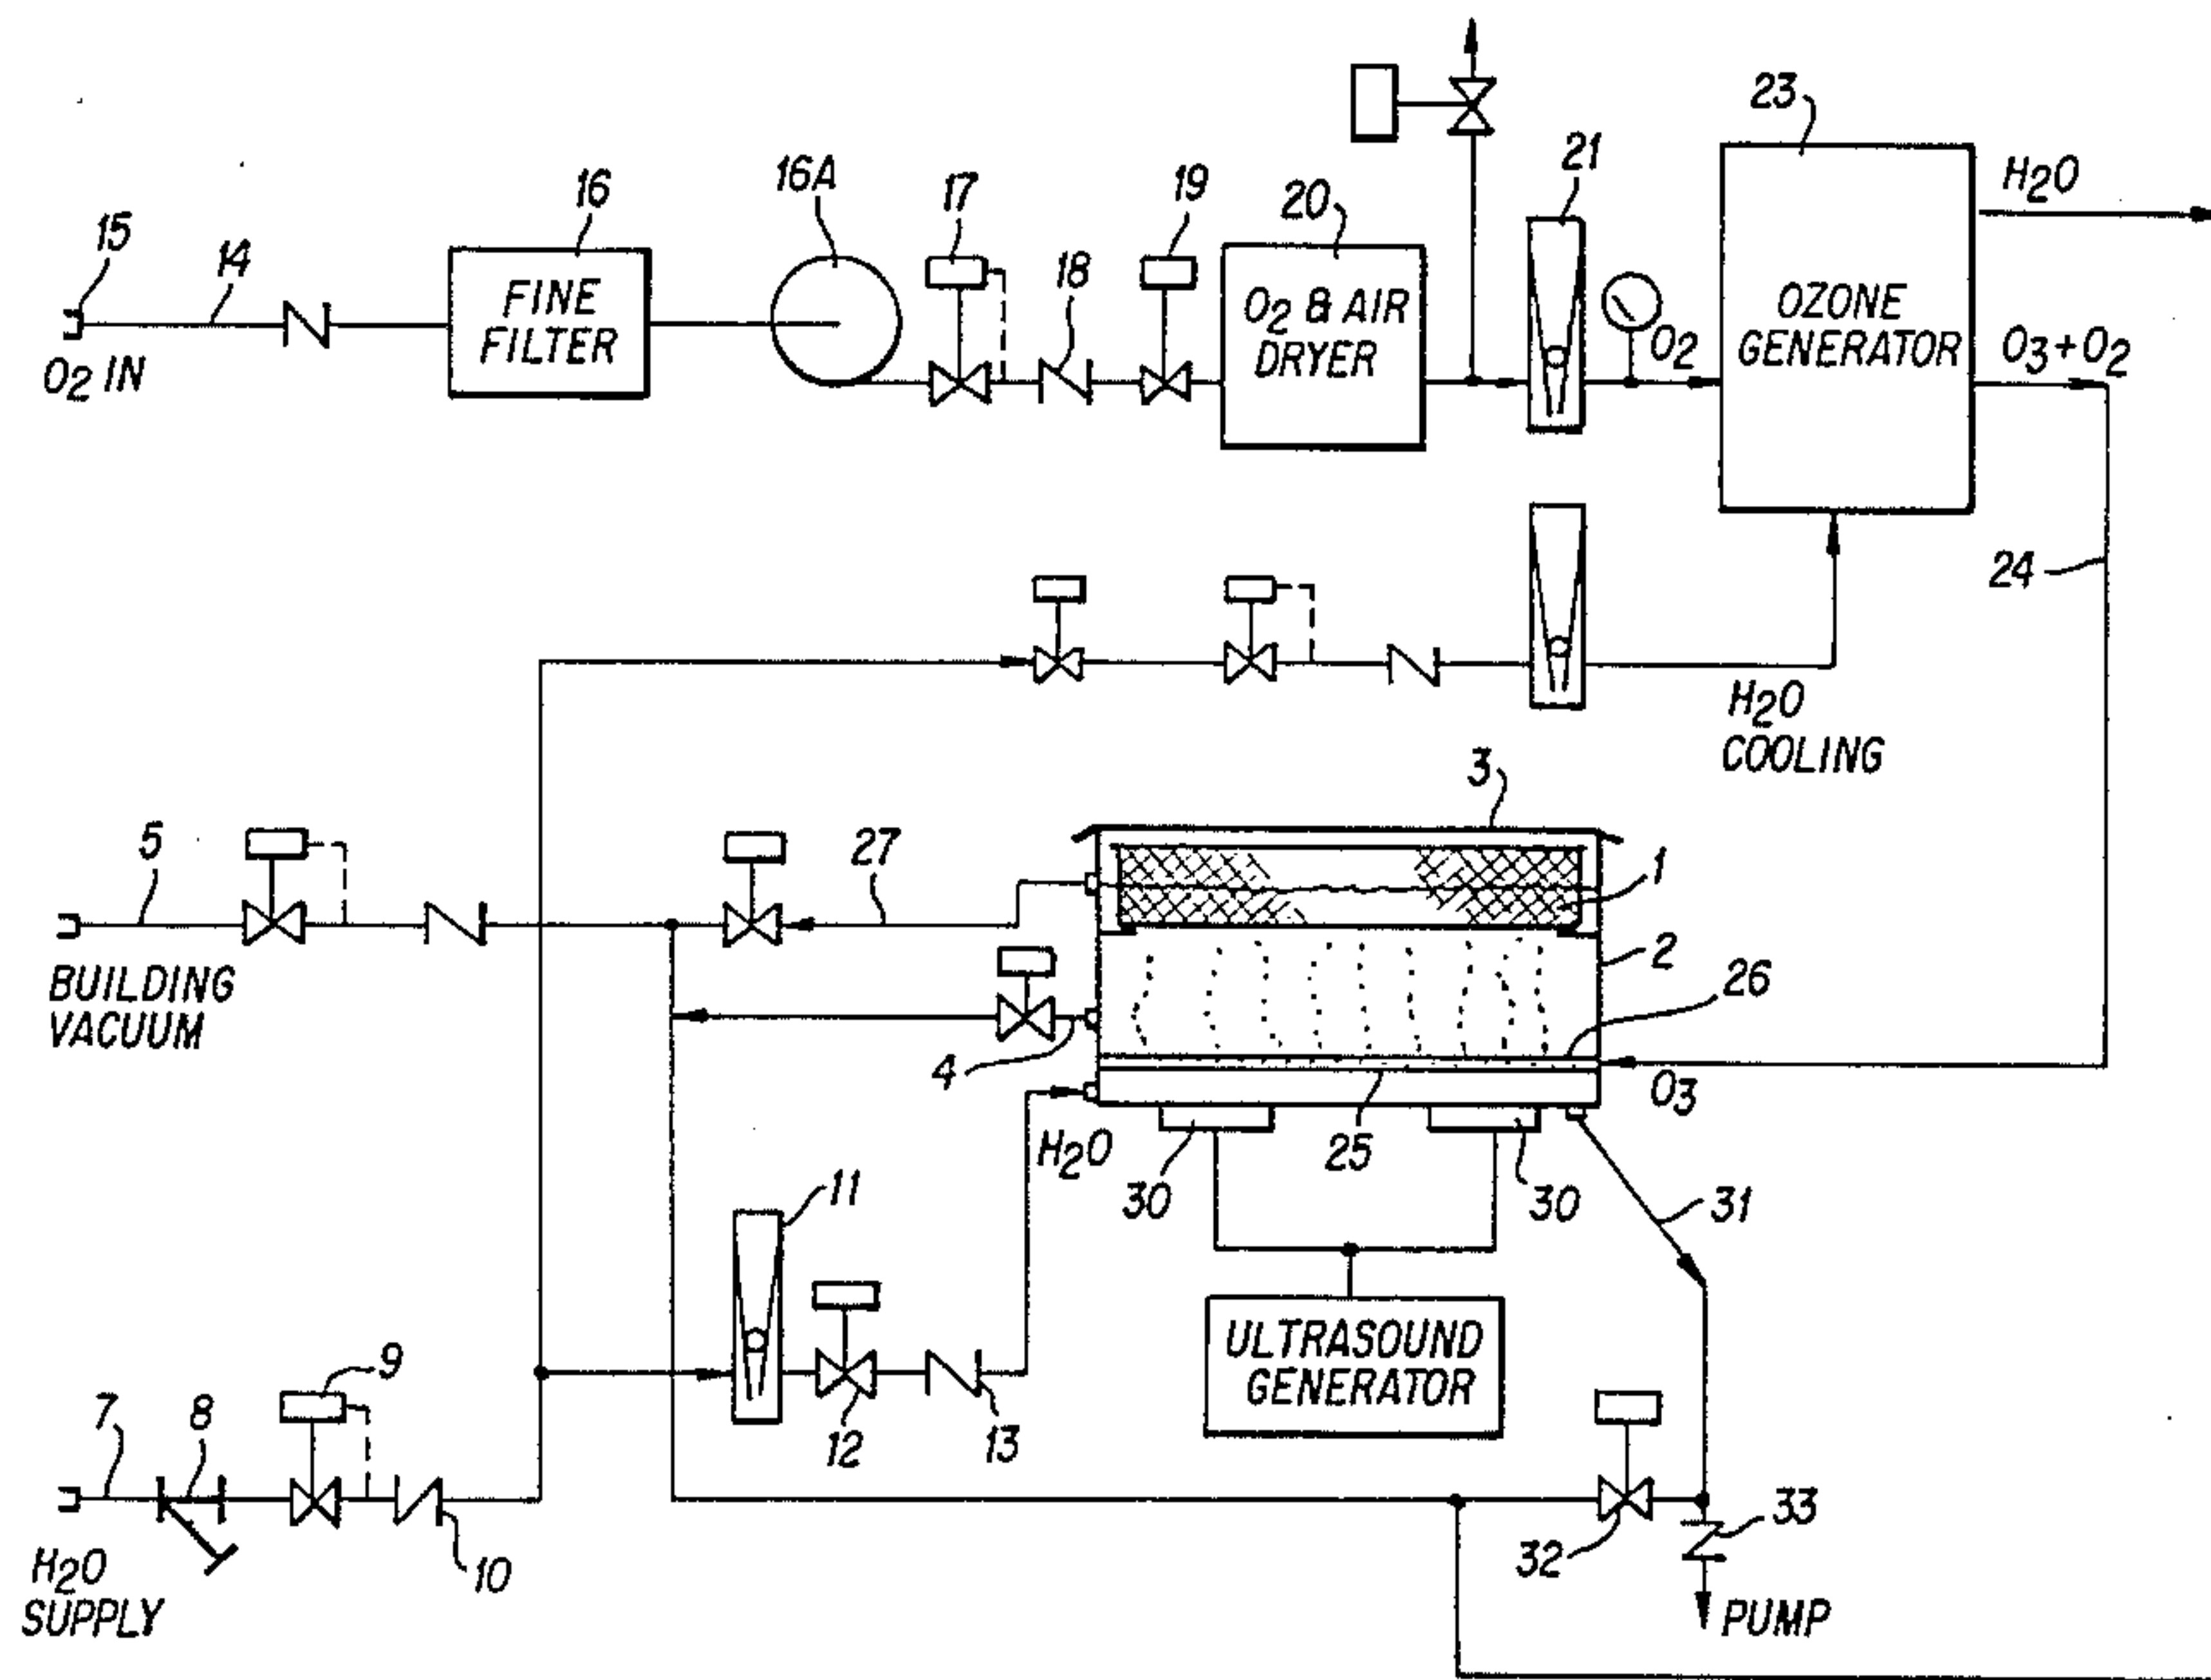 23
16A
21
H2O
16
17
19
20
15
14
18
FINE
FILTER
O2 & AIR
DRYER
O2
OZONE
GENERATOR
O3+O2
O2 IN
24
H2O
COOLING
3
5
27
1
2
26
BUILDING
VACUUM
4
O3
H2O
30
25
30
31
11
ULTRASOUND
GENERATOR
9
7
8
12
13
10
32
33
H2O
SUPPLY
PUMP